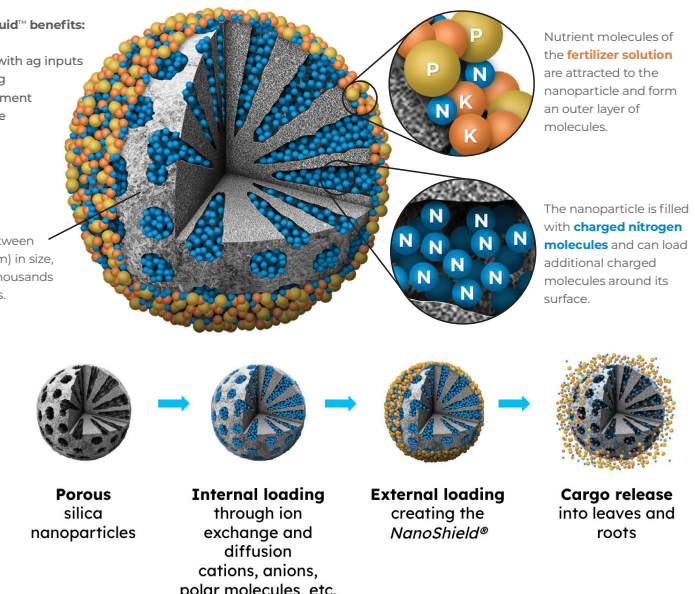 uid™ benefits:
with ag inputs
g
ment
e
tween
m) in size,
housands
s.
P
P
N
N
K
K
Nutrient molecules of
the fertilizer solution
are attracted to the
nanoparticle and form
an outer layer of
molecules.
N
N
N
N
N
N
N
N
N
N
The nanoparticle is filled
with charged nitrogen
molecules and can load
additional charged
molecules around its
surface.
Porous
silica
nanoparticles
Internal loading
through ion
exchange and
diffusion
cations, anions,
polar molecules, etc.
External loading
creating the
NanoShield®
Cargo release
into leaves and
roots